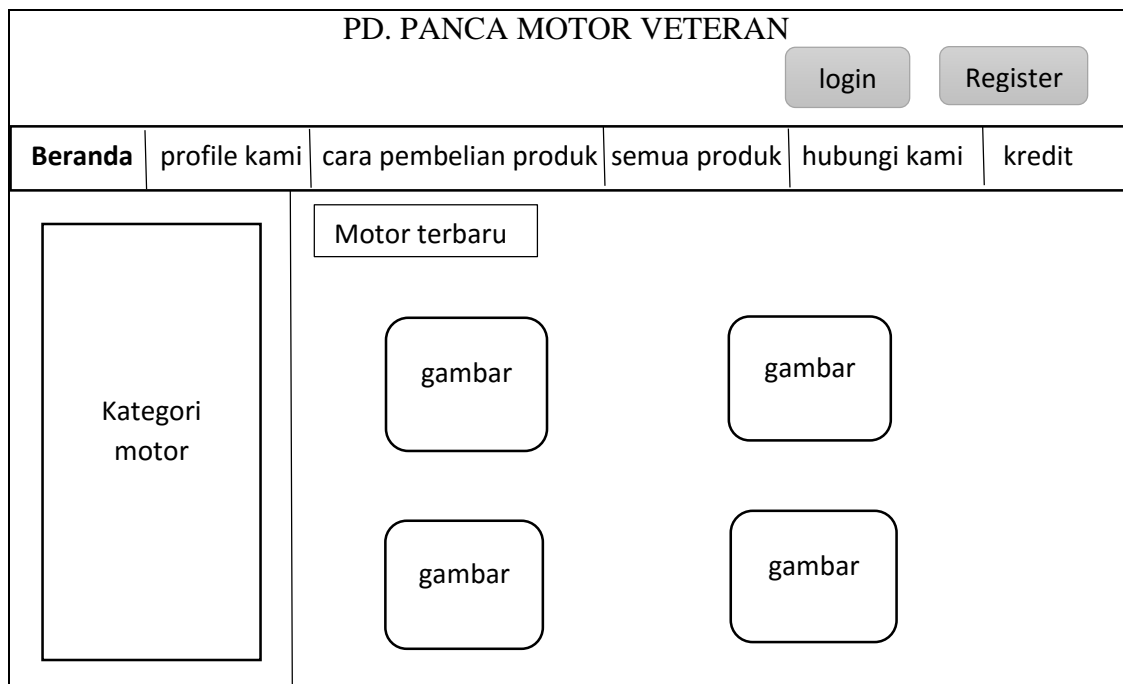 PD. PANCA MOTOR VETERAN
login
Register
Beranda
profile kami
cara pembelian produk
semua produk
hubungi kami
kredit
Kategori
motor
Motor terbaru
gambar
gambar
gambar
gambar